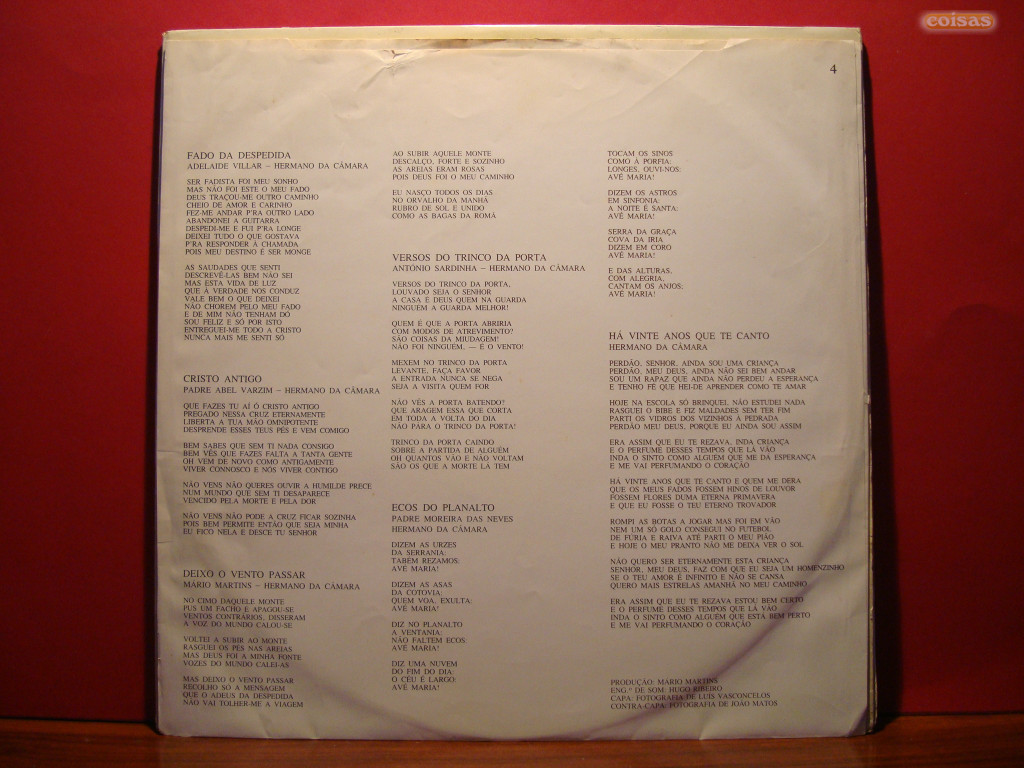 coisas
4
FADO DA DESPEDIDA
ADELAIDE VILLAR – HERMANO DA CÂMARA
SER FADISTA FOI MEU SONHO
MAS NÃO FOI ESTE O MEU FADO
DEUS TRAÇOU-ME OUTRO CAMINHO
CHEIO DE AMOR E CARINHO
FEZ-ME ANDAR P'RA OUTRO LADO
ABANDONEI A GUITARRA
DESPEDI-ME E FUI P'RA LONGE
DEIXEI TUDO O QUE GOSTAVA
P'RA RESPONDER À CHAMADA
POIS MEU DESTINO É SER MONGE
AS SAUDADES QUE SENTI
DESCREVÊ-LAS BEM NÃO SEI
MAS ESTA VIDA DE LUZ
QUE À VERDADE NOS CONDUZ
VALE BEM O QUE DEIXEI
NÃO CHOREM PELO MEU FADO
E DE MIM NÃO TENHAM DÓ
SOU FELIZ E SÓ POR ISTO
ENTREGUEI-ME TODO A CRISTO
NUNCA MAIS ME SENTI SÓ
CRISTO ANTIGO
PADRE ABEL VARZIM – HERMANO DA CÂMARA
QUE FAZES TU AÍ Ó CRISTO ANTIGO
PREGADO NESSA CRUZ ETERNAMENTE
LIBERTA A TUA MÃO OMNIPOTENTE
DESPRENDE ESSES TEUS PÉS E VEM COMIGO
BEM SABES QUE SEM TI NADA CONSIGO
BEM VÊS QUE FAZES FALTA A TANTA GENTE
OH VEM DE NOVO COMO ANTIGAMENTE
VIVER CONNOSCO E NÓS VIVER CONTIGO
NÃO VENS NÃO QUERES OUVIR A HUMILDE PRECE
NUM MUNDO QUE SEM TI DESAPARECE
VENCIDO PELA MORTE E PELA DOR
NÃO VENS NÃO PODE A CRUZ FICAR SOZINHA
POIS BEM PERMITE ENTÃO QUE SEJA MINHA
EU FICO NELA E DESCE TU SENHOR
DEIXO O VENTO PASSAR
MÁRIO MARTINS – HERMANO DA CÂMARA
NO CIMO DAQUELE MONTE
PUS UM FACHO E APAGOU-SE
VENTOS CONTRÁRIOS, DISSERAM
A VOZ DO MUNDO CALOU-SE
VOLTEI A SUBIR AO MONTE
RASGUEI OS PÉS NAS AREIAS
MAS DEUS FOI A MINHA FONTE
VOZES DO MUNDO CALEI-AS
MAS DEIXO O VENTO PASSAR
RECOLHO SÓ A MENSAGEM
QUE O ADEUS DA DESPEDIDA
NÃO VAI TOLHER-ME A VIAGEM
AO SUBIR AQUELE MONTE
DESCALÇO, FORTE E SOZINHO
AS AREIAS ERAM ROSAS
POIS DEUS FOI O MEU CAMINHO
EU NASÇO TODOS OS DIAS
NO ORVALHO DA MANHÃ
RUBRO DE SOL E UNIDO
COMO AS BAGAS DA ROMÃ
VERSOS DO TRINCO DA PORTA
ANTÓNIO SARDINHA – HERMANO DA CÂMARA
VERSOS DO TRINCO DA PORTA,
LOUVADO SEJA O SENHOR
A CASA É DEUS QUEM NA GUARDA
NINGUÉM A GUARDA MELHOR!
QUEM É QUE A PORTA ABRIRIA
COM MODOS DE ATREVIMENTO?
SÃO COISAS DA MIUDAGEM!
NÃO FOI NINGUÉM, — É O VENTO!
MEXEM NO TRINCO DA PORTA
LEVANTE, FAÇA FAVOR
A ENTRADA NUNCA SE NEGA
SEJA A VISITA QUEM FOR
NÃO VÊS A PORTA BATENDO?
QUE ARAGEM ESSA QUE CORTA
EM TODA A VOLTA DO DIA
NÃO PARA O TRINCO DA PORTA!
TRINCO DA PORTA CAINDO
SOBRE A PARTIDA DE ALGUÉM
OH QUANTOS VÃO E NÃO VOLTAM
SÃO OS QUE A MORTE LÁ TEM
ECOS DO PLANALTO
PADRE MOREIRA DAS NEVES
HERMANO DA CÂMARA
DIZEM AS URZES
DA SERRANIA:
TABÉM REZAMOS:
AVÉ MARIA!
DIZEM AS ASAS
DA COTOVIA:
QUEM VOA, EXULTA:
AVÉ MARIA!
DIZ NO PLANALTO
A VENTANIA:
NÃO FALTEM ECOS:
AVÉ MARIA!
DIZ UMA NUVEM
DO FIM DO DIA:
O CÉU É LARGO:
AVÉ MARIA!
TOCAM OS SINOS
COMO À PORFIA:
LONGES, OUVI-NOS:
AVÉ MARIA!
DIZEM OS ASTROS
EM SINFONIA:
A NOITE É SANTA:
AVÉ MARIA!
SERRA DA GRAÇA
COVA DA IRIA
DIZEM EM CORO
AVÉ MARIA!
E DAS ALTURAS,
COM ALEGRIA,
CANTAM OS ANJOS:
AVÉ MARIA!
HÁ VINTE ANOS QUE TE CANTO
HERMANO DA CÂMARA
PERDÃO, SENHOR, AINDA SOU UMA CRIANÇA
PERDÃO, MEU DEUS, AINDA NÃO SEI BEM ANDAR
SOU UM RAPAZ QUE AINDA NÃO PERDEU A ESPERANÇA
E TENHO FÉ QUE HEI-DE APRENDER COMO TE AMAR
HOJE NA ESCOLA SÓ BRINQUEI, NÃO ESTUDEI NADA
RASGUEI O BIBE E FIZ MALDADES SEM TER FIM
PARTI OS VIDROS DOS VIZINHOS À PEDRADA
PERDÃO MEU DEUS, PORQUE EU AINDA SOU ASSIM
ERA ASSIM QUE EU TE REZAVA, INDA CRIANÇA
E O PERFUME DESSES TEMPOS QUE LÁ VÃO
INDA O SINTO COMO ALGUÉM QUE ME DÁ ESPERANÇA
E ME VAI PERFUMANDO O CORAÇÃO
HÁ VINTE ANOS QUE TE CANTO E QUEM ME DERA
QUE OS MEUS FADOS FOSSEM HINOS DE LOUVOR
FOSSEM FLORES DUMA ETERNA PRIMAVERA
E QUE EU FOSSE O TEU ETERNO TROVADOR
ROMPI AS BOTAS A JOGAR MAS FOI EM VÃO
NEM UM SÓ GOLO CONSEGUI NO FUTEBOL
DE FÚRIA E RAIVA ATÉ PARTI O MEU PIÃO
E HOJE O MEU PRANTO NÃO ME DEIXA VER O SOL
NÃO QUERO SER ETERNAMENTE ESTA CRIANÇA
SENHOR, MEU DEUS, FAZ COM QUE EU SEJA UM HOMENZINHO
SE O TEU AMOR É INFINITO E NÃO SE CANSA
QUERO MAIS ESTRELAS AMANHÃ NO MEU CAMINHO
ERA ASSIM QUE EU TE REZAVA ESTOU BEM CERTO
E O PERFUME DESSES TEMPOS QUE LÁ VÃO
INDA O SINTO COMO ALGUÉM QUE ESTÁ BEM PERTO
E ME VAI PERFUMANDO O CORAÇÃO
PRODUÇÃO: MÁRIO MARTINS
ENG.º DE SOM: HUGO RIBEIRO
CAPA: FOTOGRAFIA DE LUIS VASCONCELOS
CONTRA-CAPA: FOTOGRAFIA DE JOÃO MATOS